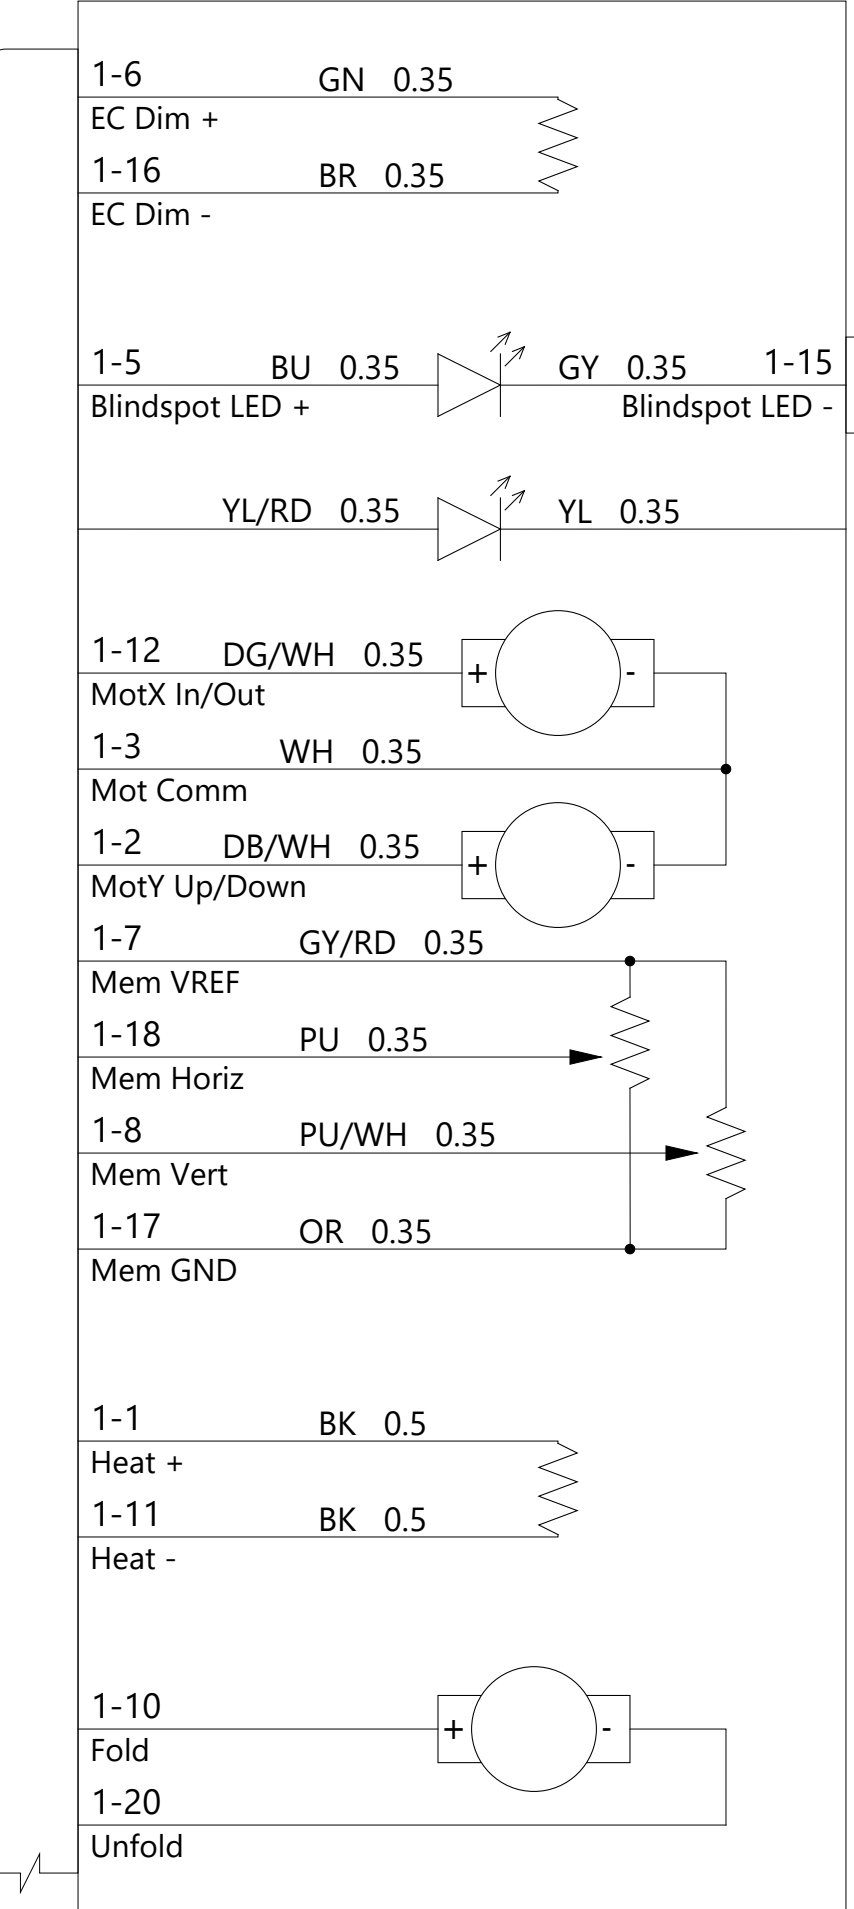 1-6 GN 0.35
EC Dim +
1-16 BR 0.35
EC Dim -
1-5 BU 0.35 GY 0.35 1-15
Blindspot LED + Blindspot LED -
YL/RD 0.35 YL 0.35
1-12 DG/WH 0.35
+ -
MotX In/Out
1-3 WH 0.35
Mot Comm
1-2 DB/WH 0.35
+ -
MotY Up/Down
1-7 GY/RD 0.35
Mem VREF
1-18 PU 0.35
Mem Horiz
1-8 PU/WH 0.35
Mem Vert
1-17 OR 0.35
Mem GND
1-1 BK 0.5
Heat +
1-11 BK 0.5
Heat -
1-10
+ -
Fold
1-20
Unfold